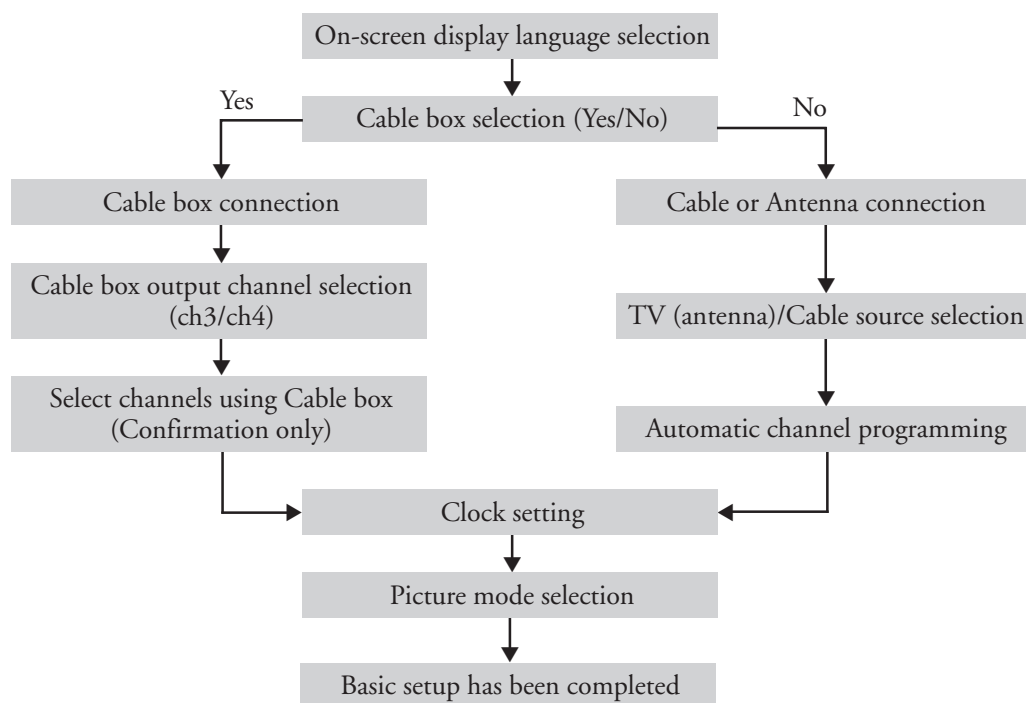 On-screen display language selection
Yes
Cable box selection (Yes/No)
No
Cable box connection
Cable or Antenna connection
Cable box output channel selection
(ch3/ch4)
TV (antenna)/Cable source selection
Select channels using Cable box
(Confirmation only)
Automatic channel programming
Clock setting
Picture mode selection
Basic setup has been completed